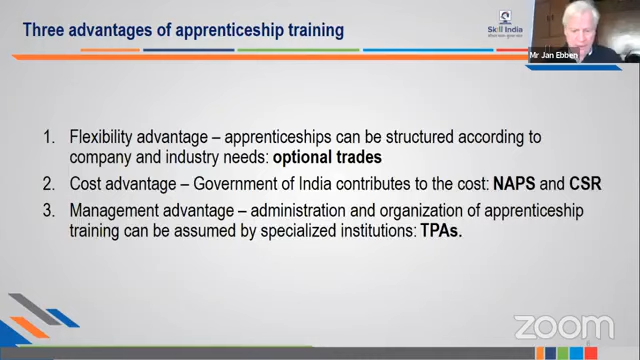 Three advantages of apprenticeship training
Skill India
Mr Jan Ebben
1. Flexibility advantage – apprenticeships can be structured according to
company and industry needs: optional trades
2. Cost advantage – Government of India contributes to the cost: NAPS and CSR
3. Management advantage – administration and organization of apprenticeship
training can be assumed by specialized institutions: TPAs.
zoom